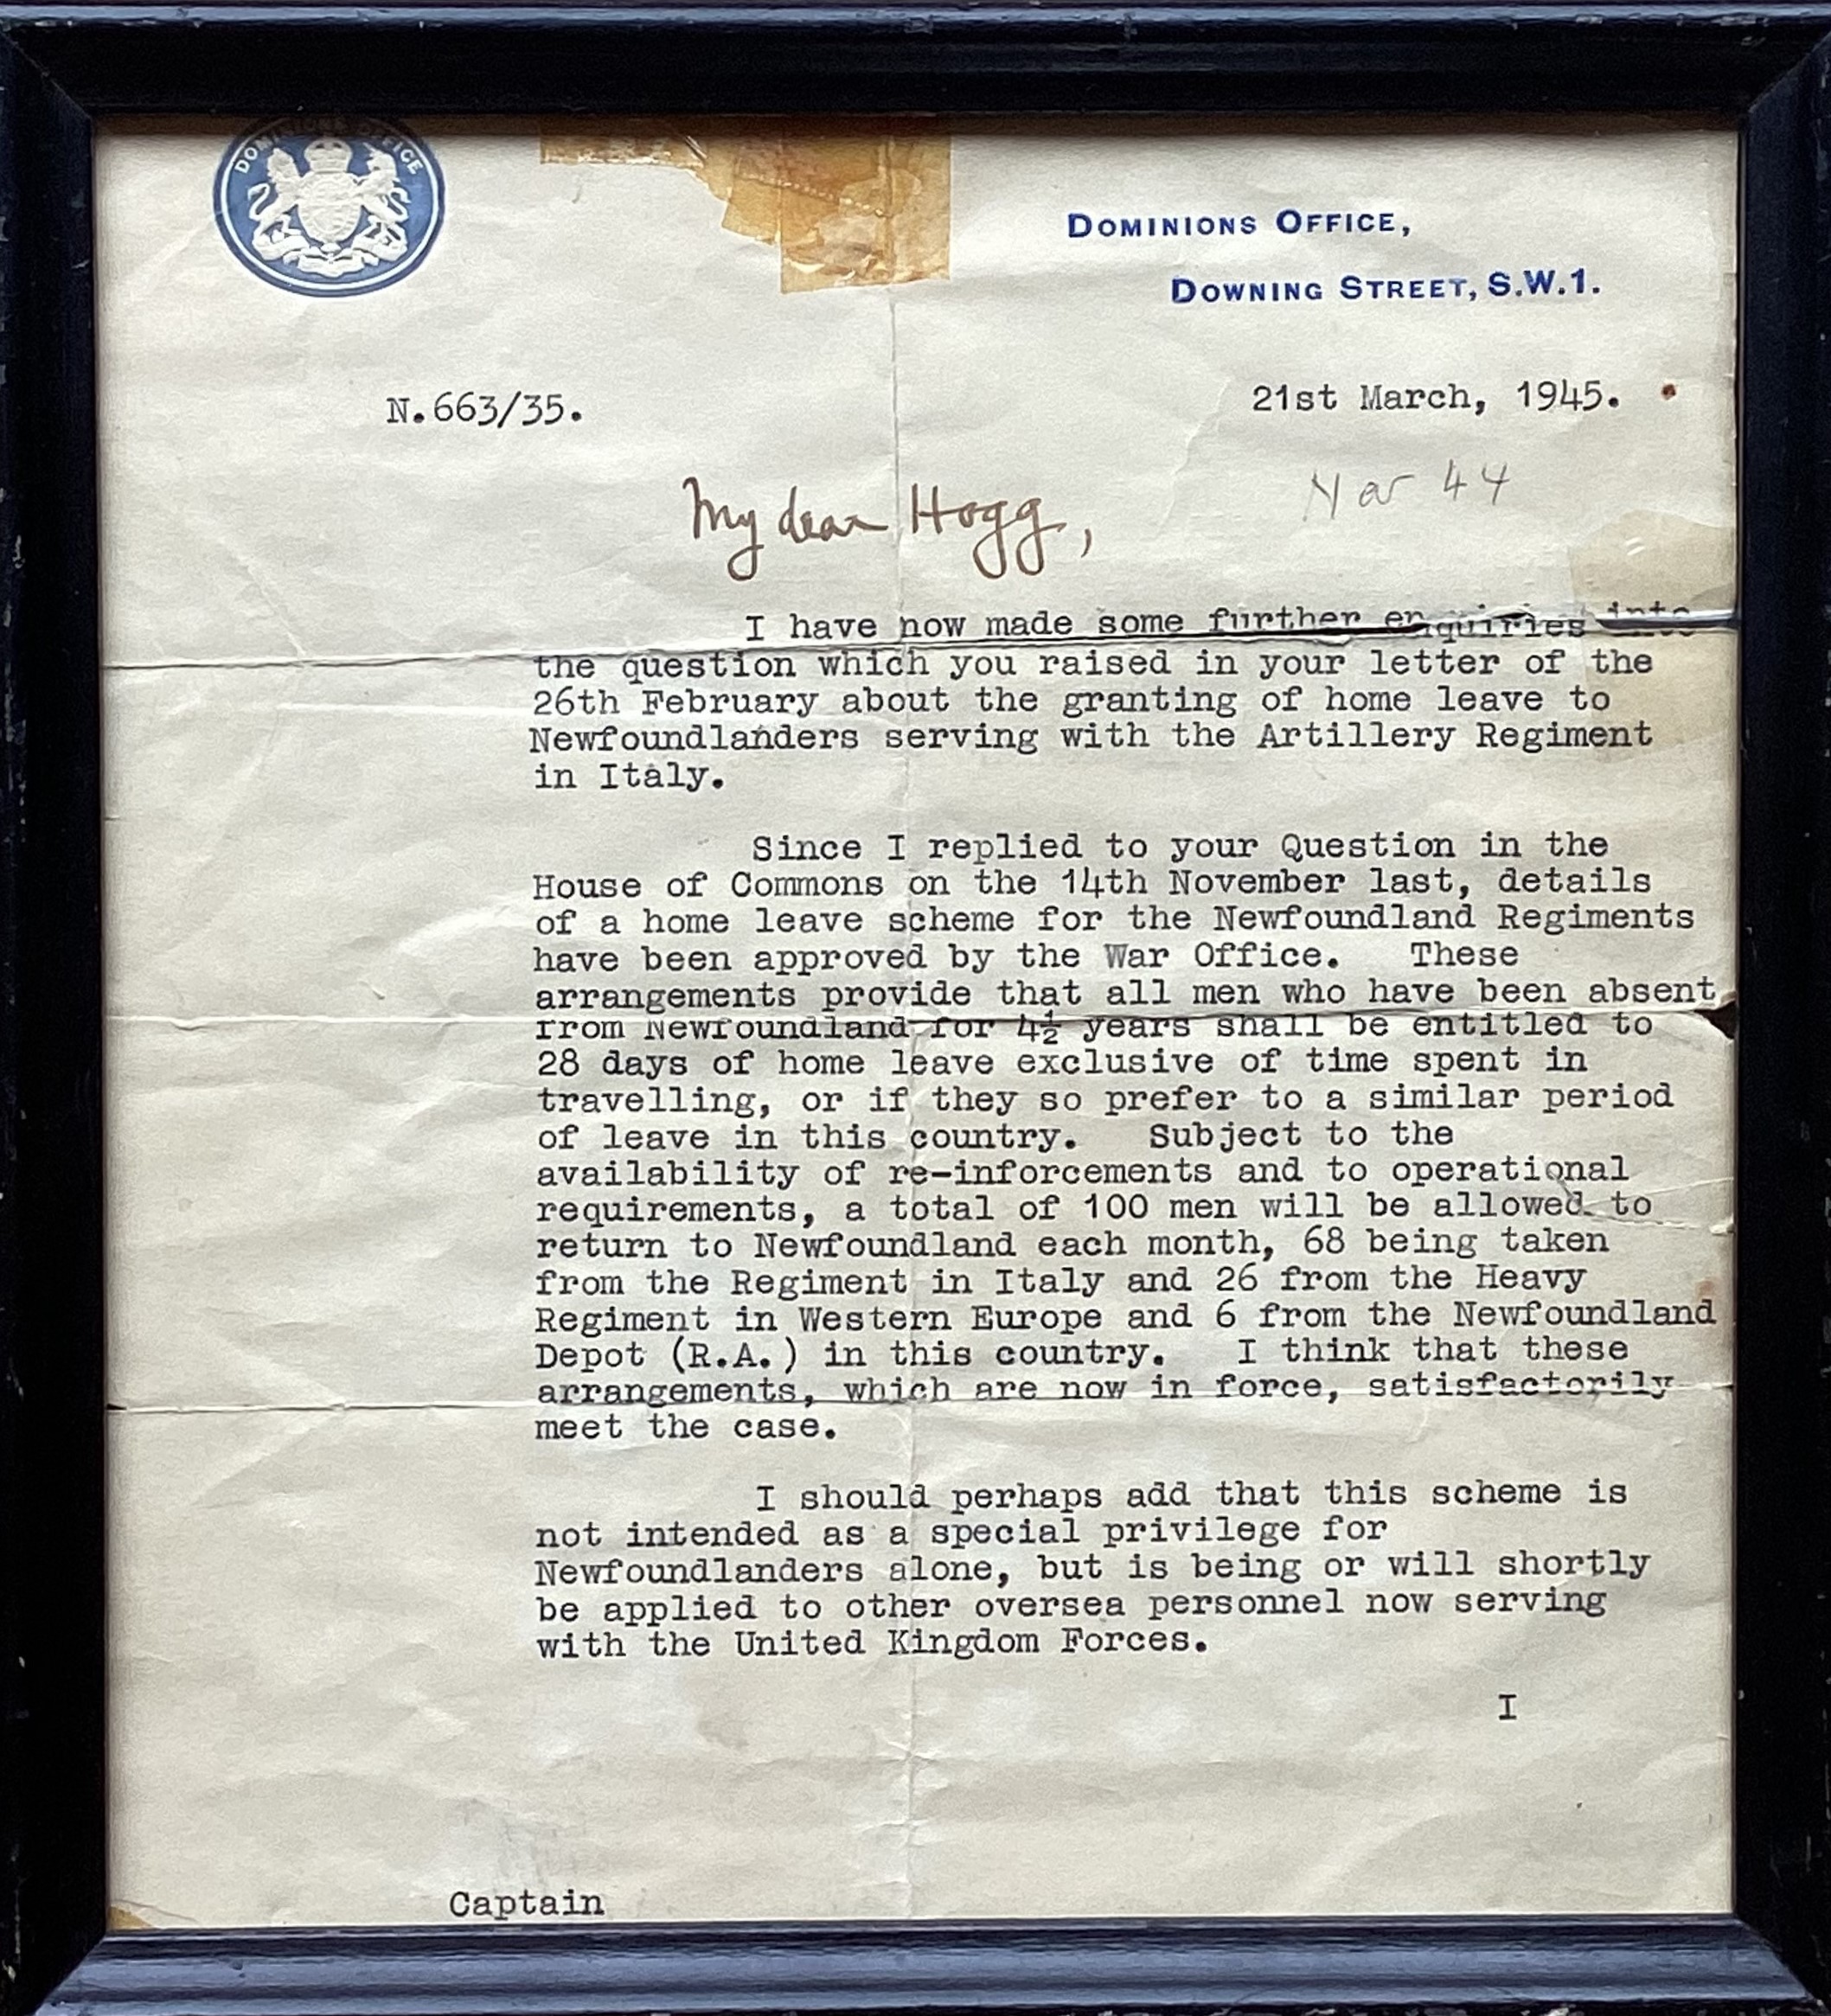 DOMINIONS OFFICE
DOMINIONS OFFICE,
DOWNING STREET, S.W.1.
N.663/35.
21st March, 1945.
My dear Hogg,
I have now made some further enquiries into
the question which you raised in your letter of the
26th February about the granting of home leave to
Newfoundlanders serving with the Artillery Regiment
in Italy.
Since I replied to your Question in the
House of Commons on the 14th November last, details
of a home leave scheme for the Newfoundland Regiments
have been approved by the War Office. These
arrangements provide that all men who have been absent
from Newfoundland for 4½ years shall be entitled to
28 days of home leave exclusive of time spent in
travelling, or if they so prefer to a similar period
of leave in this country. Subject to the
availability of re-inforcements and to operational
requirements, a total of 100 men will be allowed to
return to Newfoundland each month, 68 being taken
from the Regiment in Italy and 26 from the Heavy
Regiment in Western Europe and 6 from the Newfoundland
Depot (R.A.) in this country. I think that these
arrangements, which are now in force, satisfactorily
meet the case.
I should perhaps add that this scheme is
not intended as a special privilege for
Newfoundlanders alone, but is being or will shortly
be applied to other oversea personnel now serving
with the United Kingdom Forces.
I
Captain